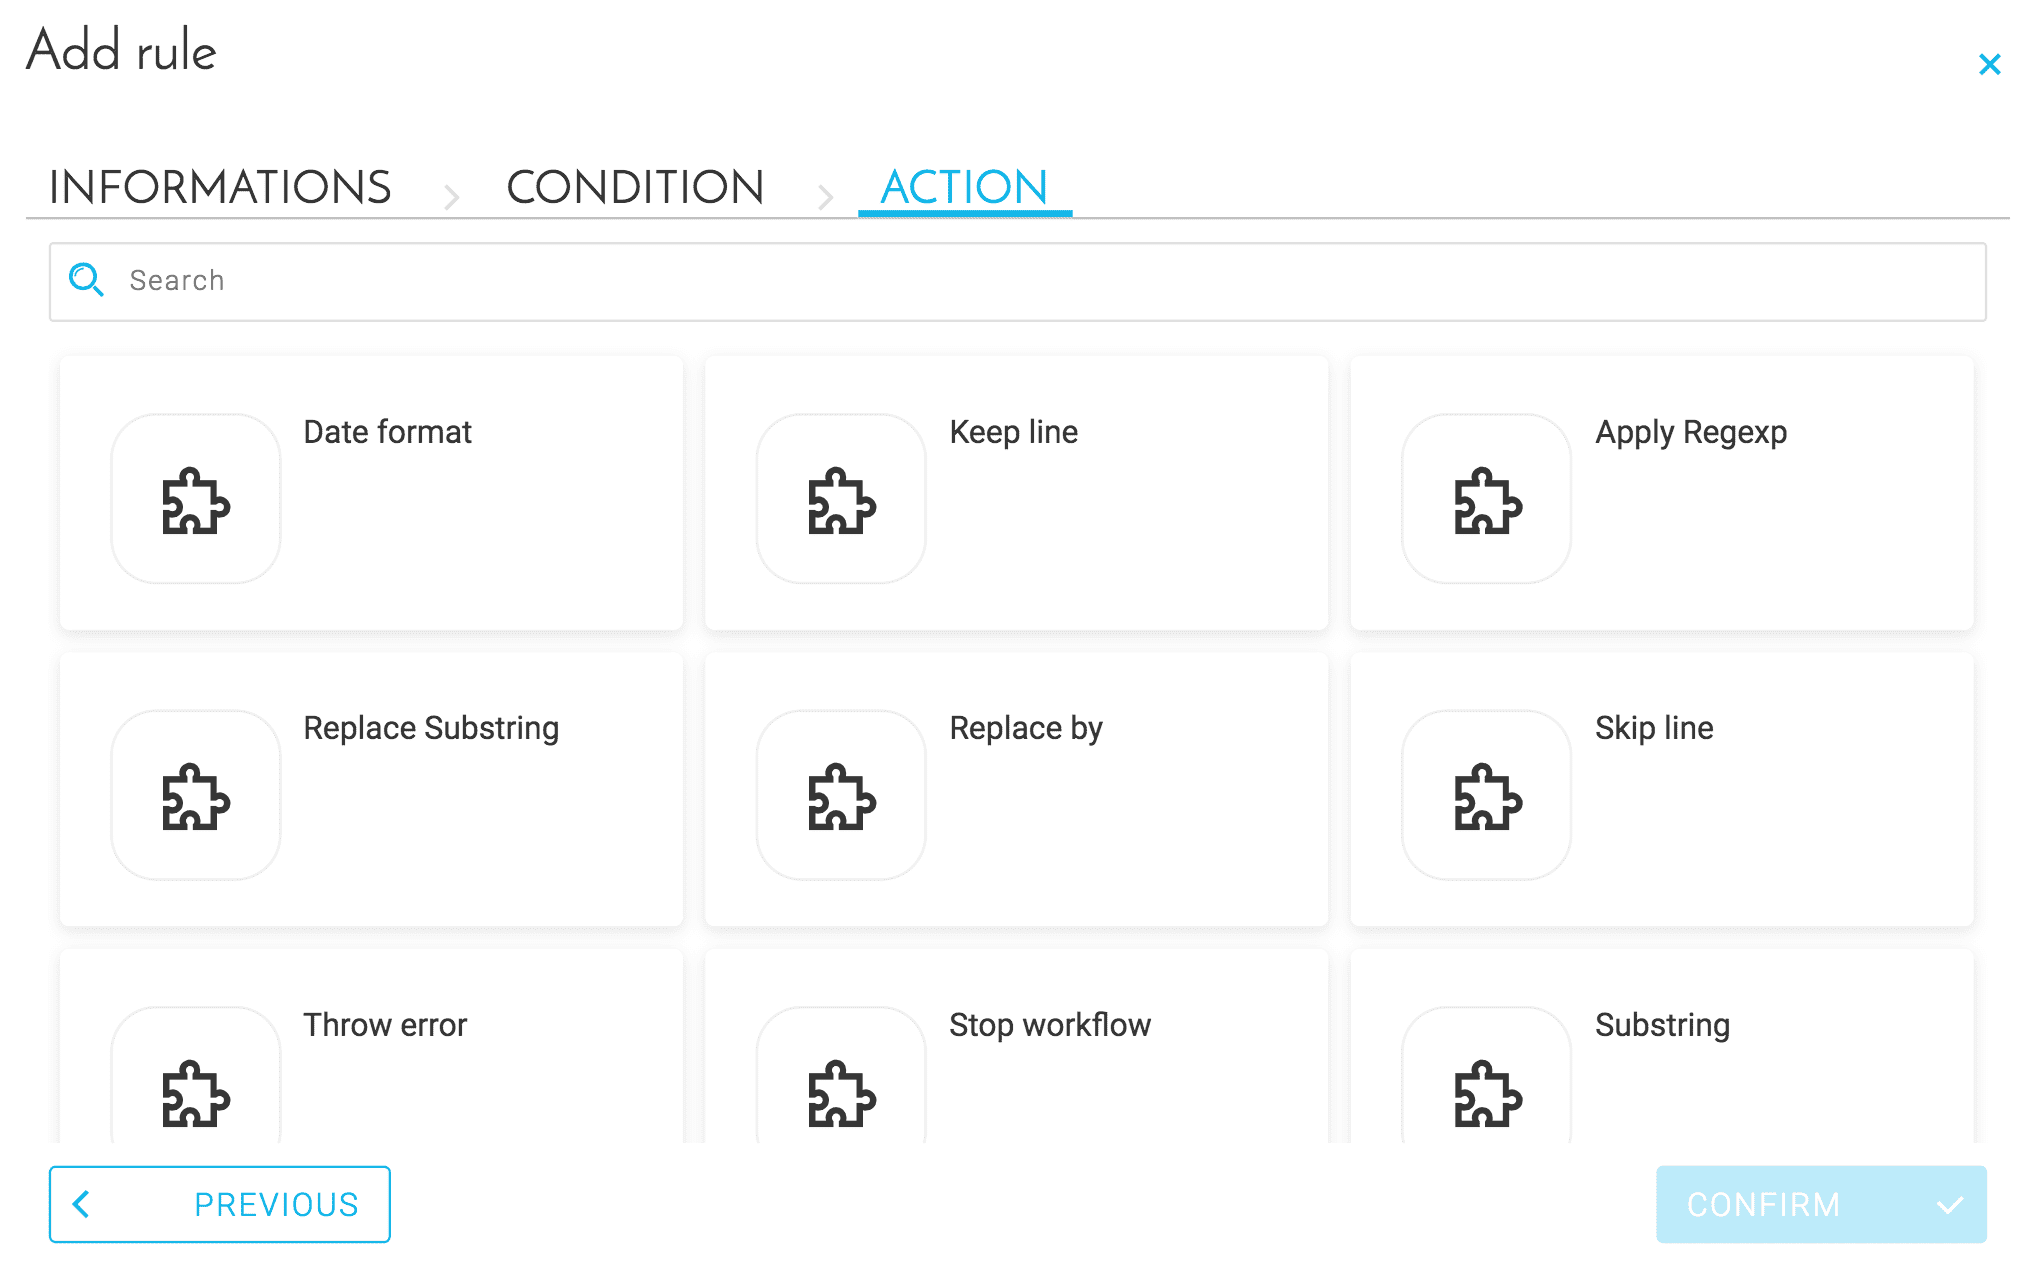 Add rule
INFORMATIONS
CONDITION
ACTION
Search
Date format
Keep line
Apply Regexp
Replace Substring
Replace by
Skip line
Throw error
Stop workflow
Substring
PREVIOUS
CONFIRM